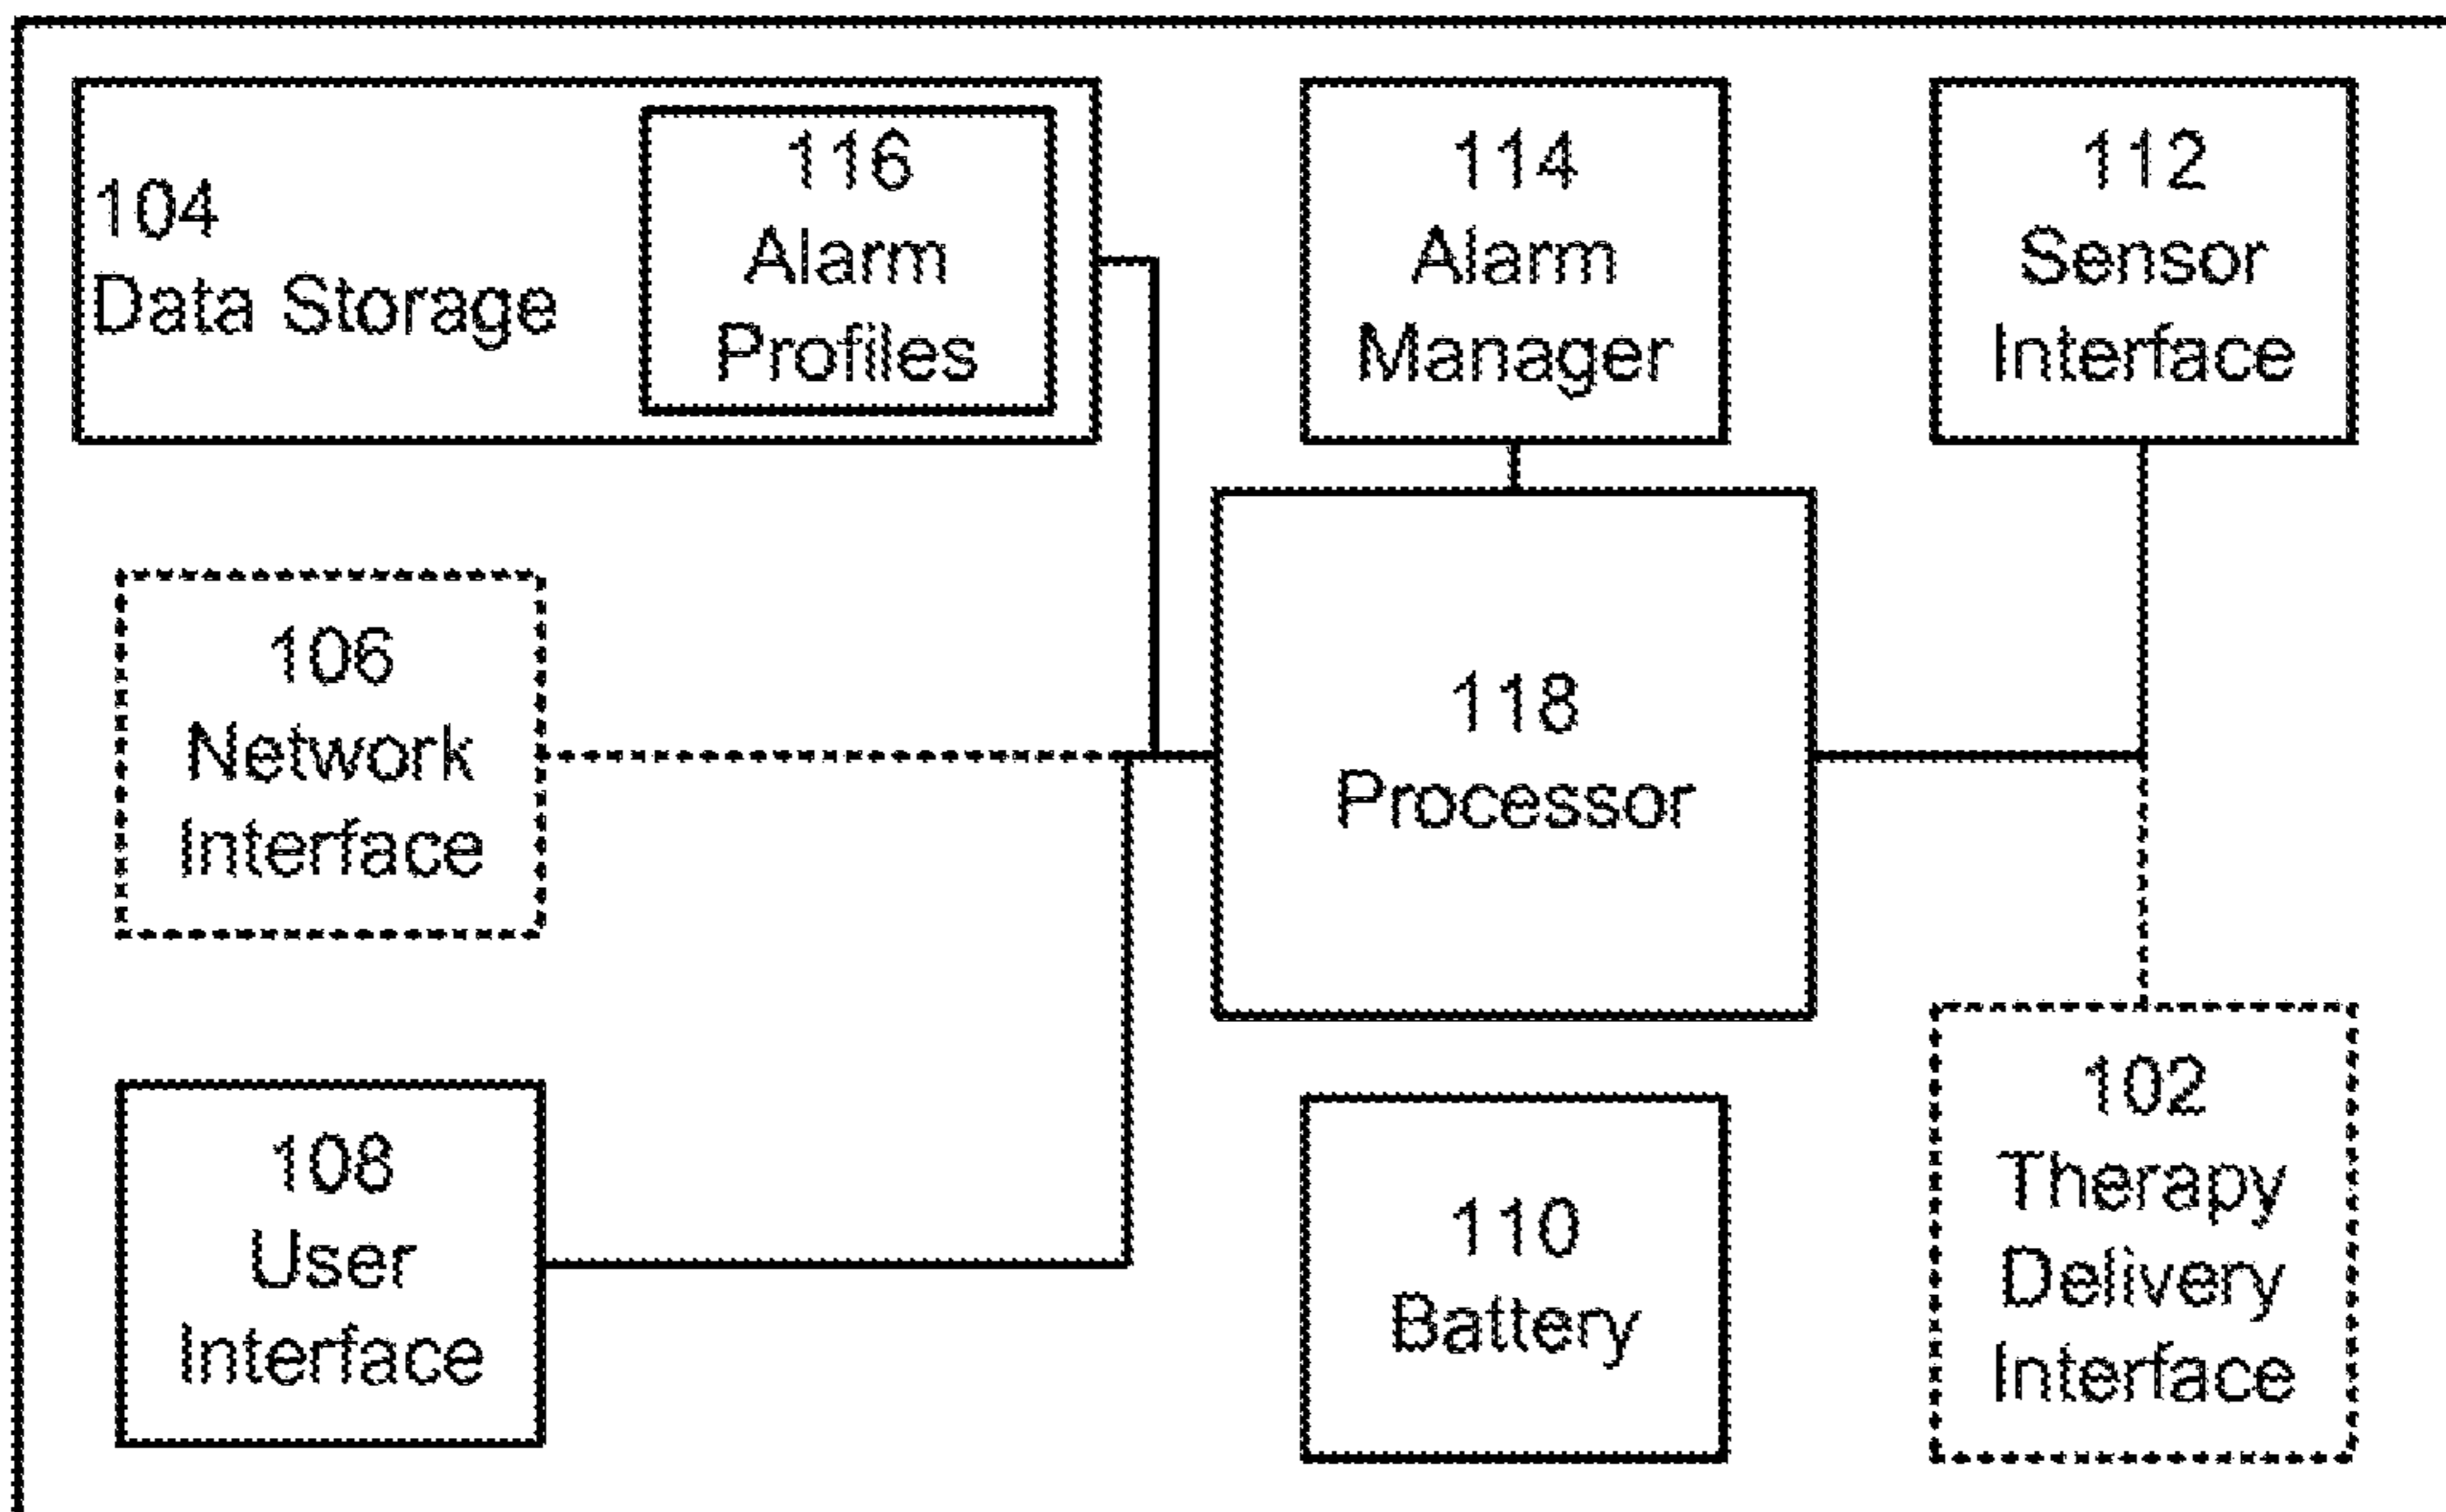 104
Data Storage
116
Alarm
Profiles
114
Alarm
Manager
112
Sensor
Interface
106
Network
Interface
118
Processor
108
User
Interface
110
Battery
102
Therapy
Delivery
Interface